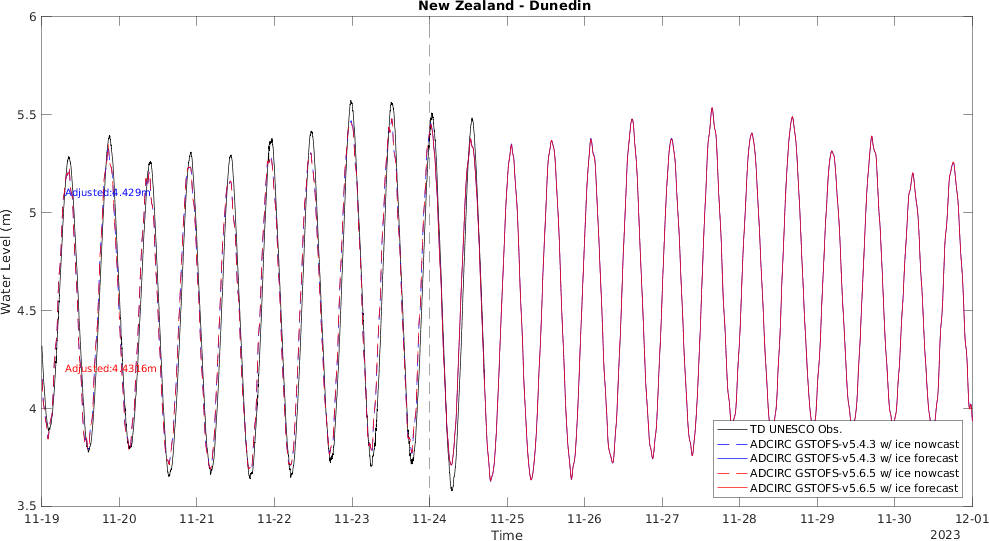 New Zealand - Dunedin
6
5.5
5
4.5
4
3.5
Water Level (m)
Adjusted:4.429m
Adjusted:4.4316m
TD UNESCO Obs.
ADCIRC GSTOFS-v5.4.3 w/ ice nowcast
ADCIRC GSTOFS-v5.4.3 w/ ice forecast
ADCIRC GSTOFS-v5.6.5 w/ ice nowcast
ADCIRC GSTOFS-v5.6.5 w/ ice forecast
11-19 11-20 11-21 11-22 11-23 11-24 11-25 11-26 11-27 11-28 11-29 11-30 12-01
Time
2023